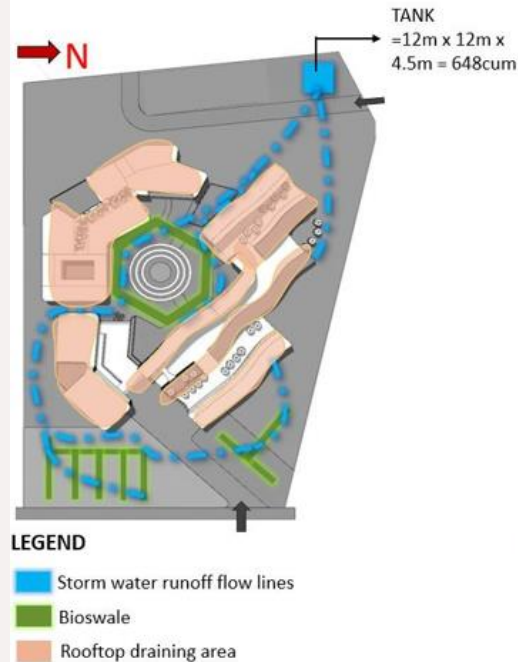 TANK
=12m x 12m x
4.5m = 648cum
N
LEGEND
Storm water runoff flow lines
Bioswale
Rooftop draining area